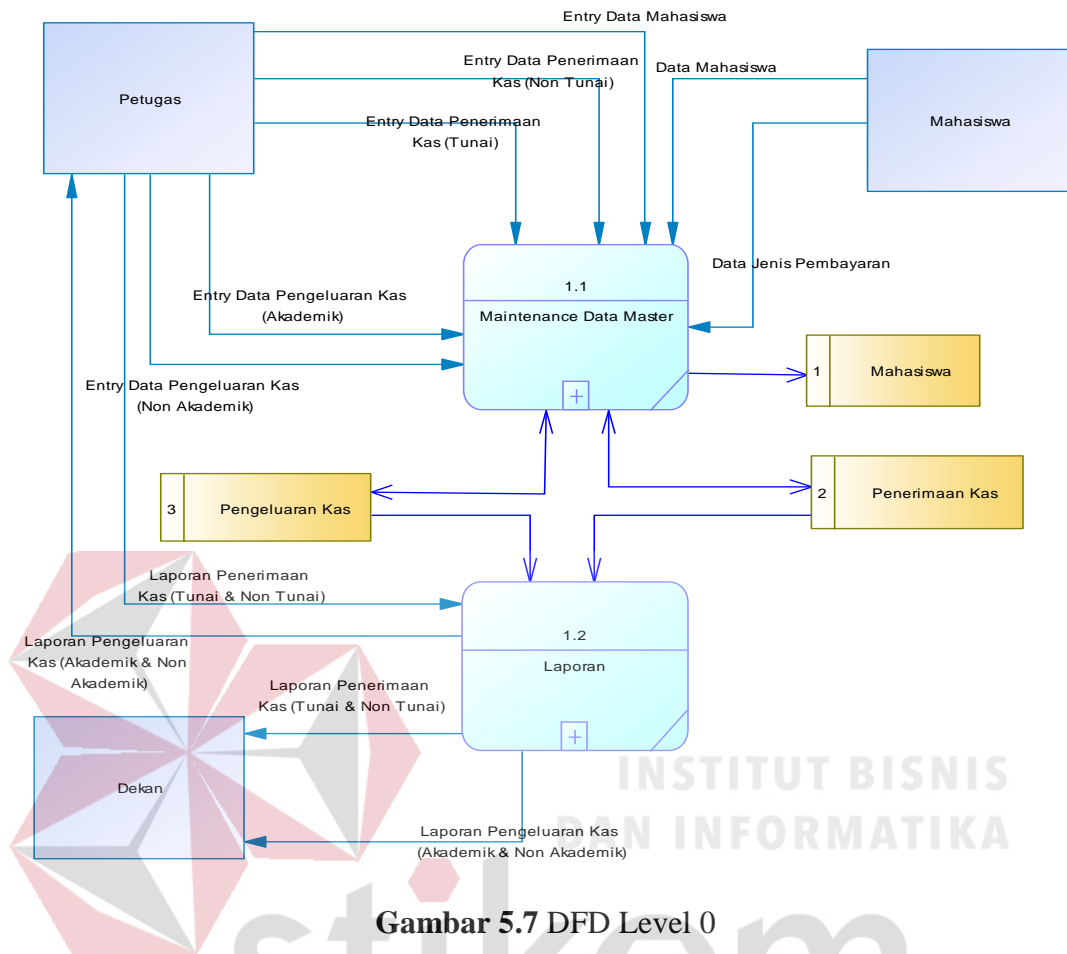 Entry Data Mahasiswa
Petugas
Entry Data Penerimaan
Kas (Non Tunai)
Data Mahasiswa
Mahasiswa
Entry Data Penerimaan
Kas (Tunai)
Data Jenis Pembayaran
1.1
Maintenance Data Master
Entry Data Pengeluaran Kas
(Akademik)
Entry Data Pengeluaran Kas
(Non Akademik)
1
Mahasiswa
3
Pengeluaran Kas
2
Penerimaan Kas
Laporan Penerimaan
Kas (Tunai & Non Tunai)
1.2
Laporan
Laporan Pengeluaran
Kas (Akademik & Non
Akademik)
Laporan Penerimaan
Kas (Tunai & Non Tunai)
Dekan
Laporan Pengeluaran Kas
(Akademik & Non Akademik)
INSTITUT BISNIS
DAN INFORMATIKA
Gambar 5.7 DFD Level 0
stikom